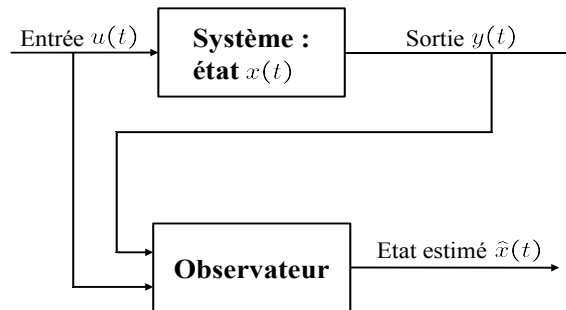 Entrée u(t)
Système :
état x(t)
Sortie y(t)
Observateur
Etat estimé x̂(t)